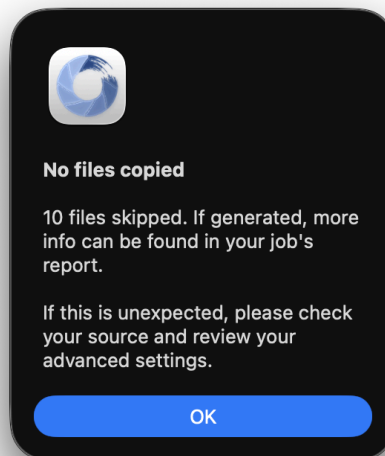 No files copied
10 files skipped. If generated, more
info can be found in your job's
report.
If this is unexpected, please check
your source and review your
advanced settings.
OK